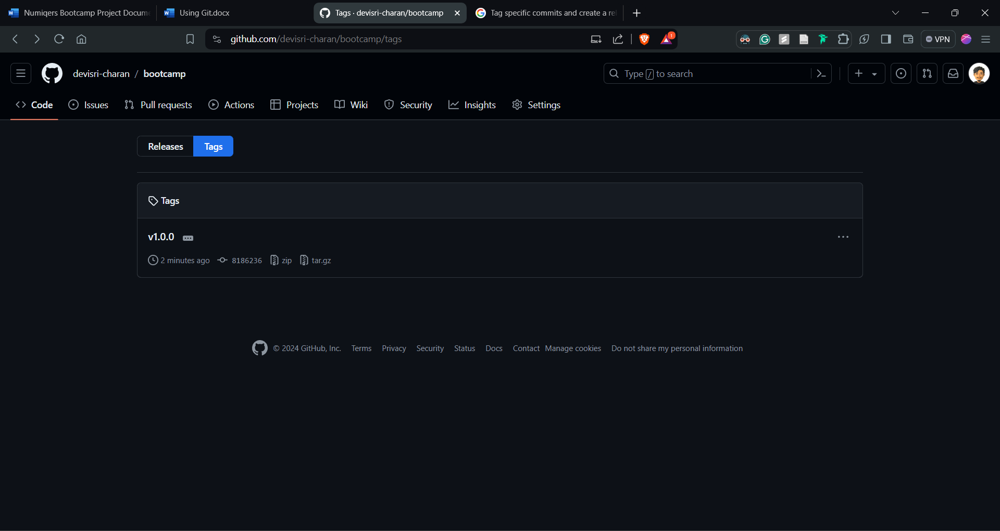 Numiqers Bootcamp Project Docum
Using Git.docx
Tags · devisri-charan/bootcamp
Tag specific commits and create a rel
github.com/devisri-charan/bootcamp/tags
1
VPN
devisri-charan / bootcamp
Type / to search
Code
Issues
Pull requests
Actions
Projects
Wiki
Security
Insights
Settings
Releases
Tags
Tags
v1.0.0
2 minutes ago
8186236
zip
tar.gz
© 2024 GitHub, Inc.
Terms
Privacy
Security
Status
Docs
Contact
Manage cookies
Do not share my personal information